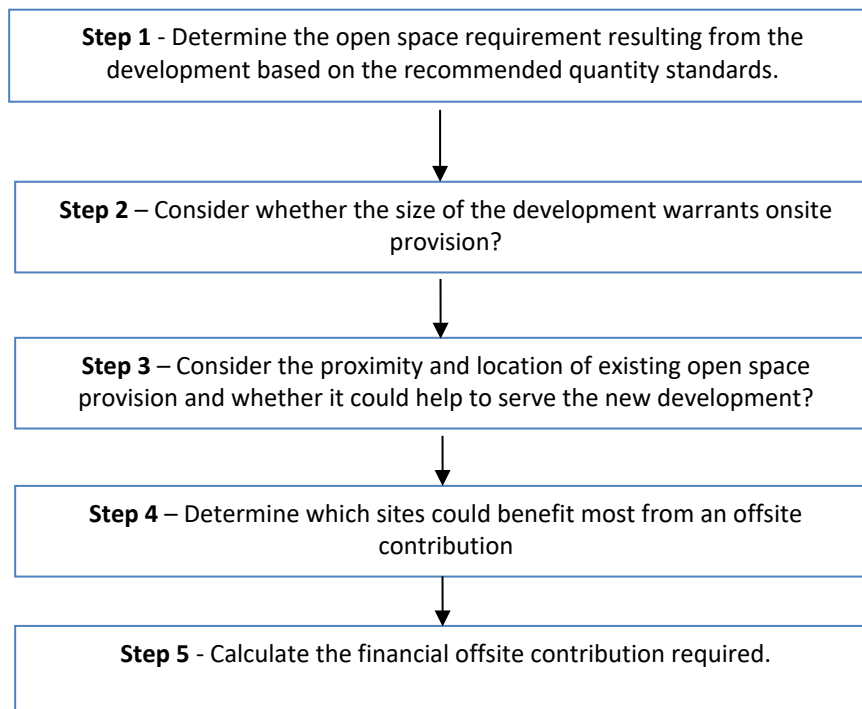 Step 1 - Determine the open space requirement resulting from the
development based on the recommended quantity standards.
Step 2 – Consider whether the size of the development warrants onsite
provision?
Step 3 – Consider the proximity and location of existing open space
provision and whether it could help to serve the new development?
Step 4 – Determine which sites could benefit most from an offsite
contribution
Step 5 - Calculate the financial offsite contribution required.